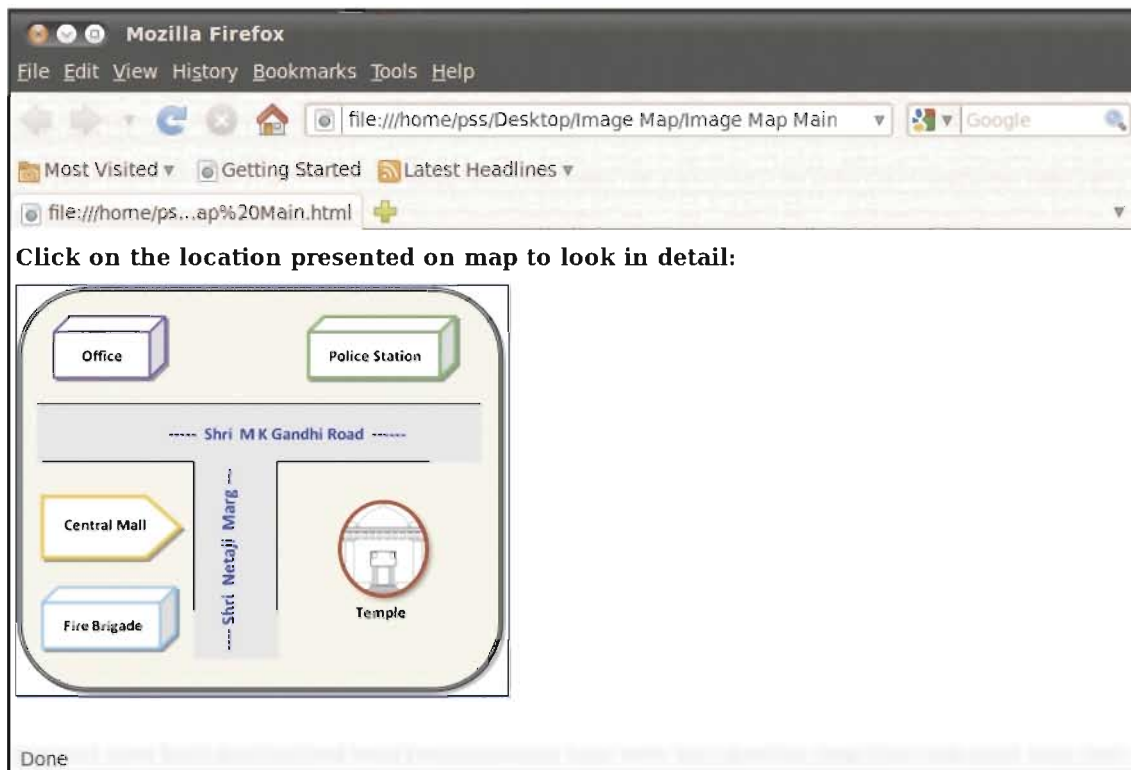 Mozilla Firefox
File Edit View History Bookmarks Tools Help
file:///home/pss/Desktop/Image Map/Image Map Main Google
Most Visited Getting Started Latest Headlines
file:///home/ps...ap%20Main.html
Click on the location presented on map to look in detail:
Office Police Station
----- Shri M K Gandhi Road ------
Central Mall
---- Shri Netaji Marg ---
Temple
Fire Brigade
Done